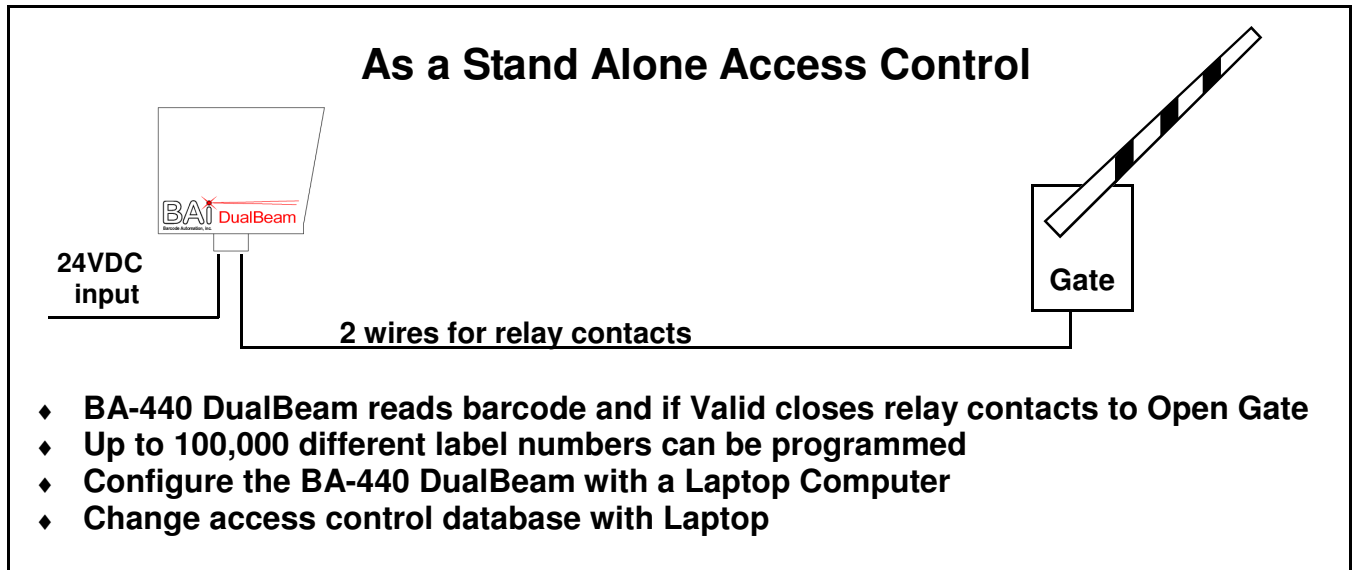 As a Stand Alone Access Control
BAi DualBeam
Barcode Automation, Inc.
24VDC
input
Gate
2 wires for relay contacts
♦ BA-440 DualBeam reads barcode and if Valid closes relay contacts to Open Gate
♦ Up to 100,000 different label numbers can be programmed
♦ Configure the BA-440 DualBeam with a Laptop Computer
♦ Change access control database with Laptop